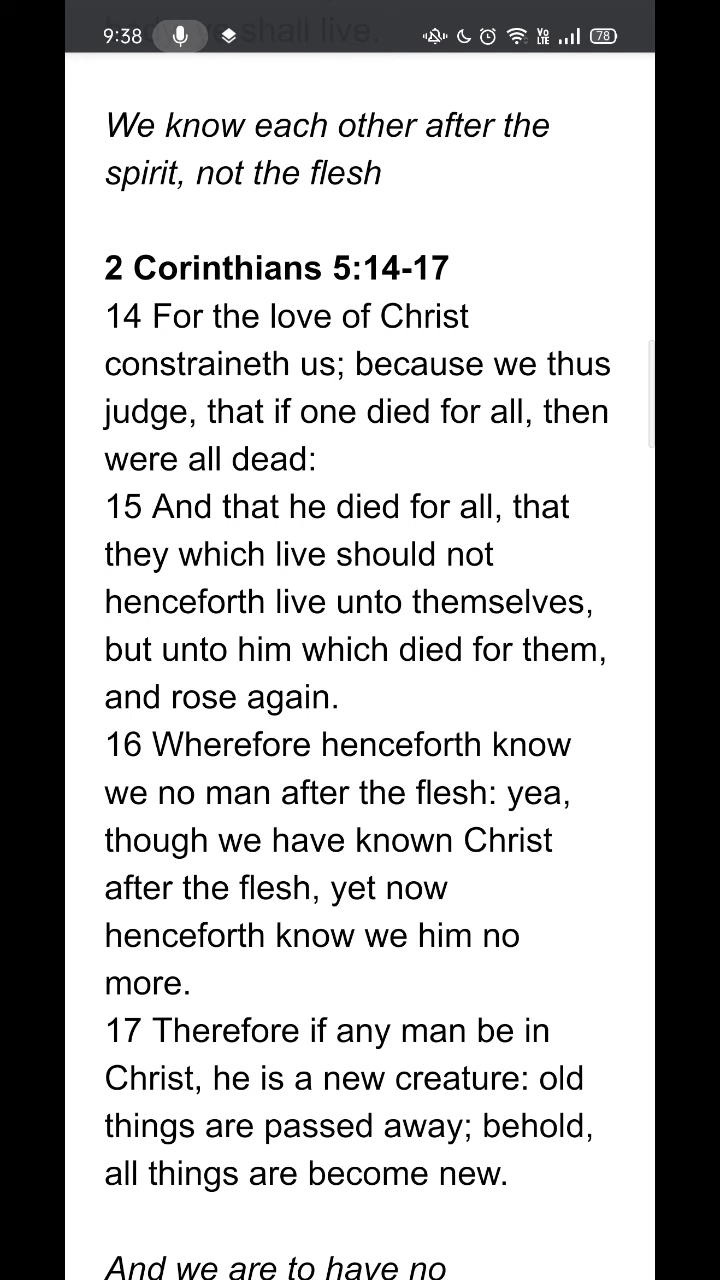 9:38
VO
LTE
78
we shall live.
We know each other after the
spirit, not the flesh
2 Corinthians 5:14-17
14 For the love of Christ
constraineth us; because we thus
judge, that if one died for all, then
were all dead:
15 And that he died for all, that
they which live should not
henceforth live unto themselves,
but unto him which died for them,
and rose again.
16 Wherefore henceforth know
we no man after the flesh: yea,
though we have known Christ
after the flesh, yet now
henceforth know we him no
more.
17 Therefore if any man be in
Christ, he is a new creature: old
things are passed away; behold,
all things are become new.
And we are to have no